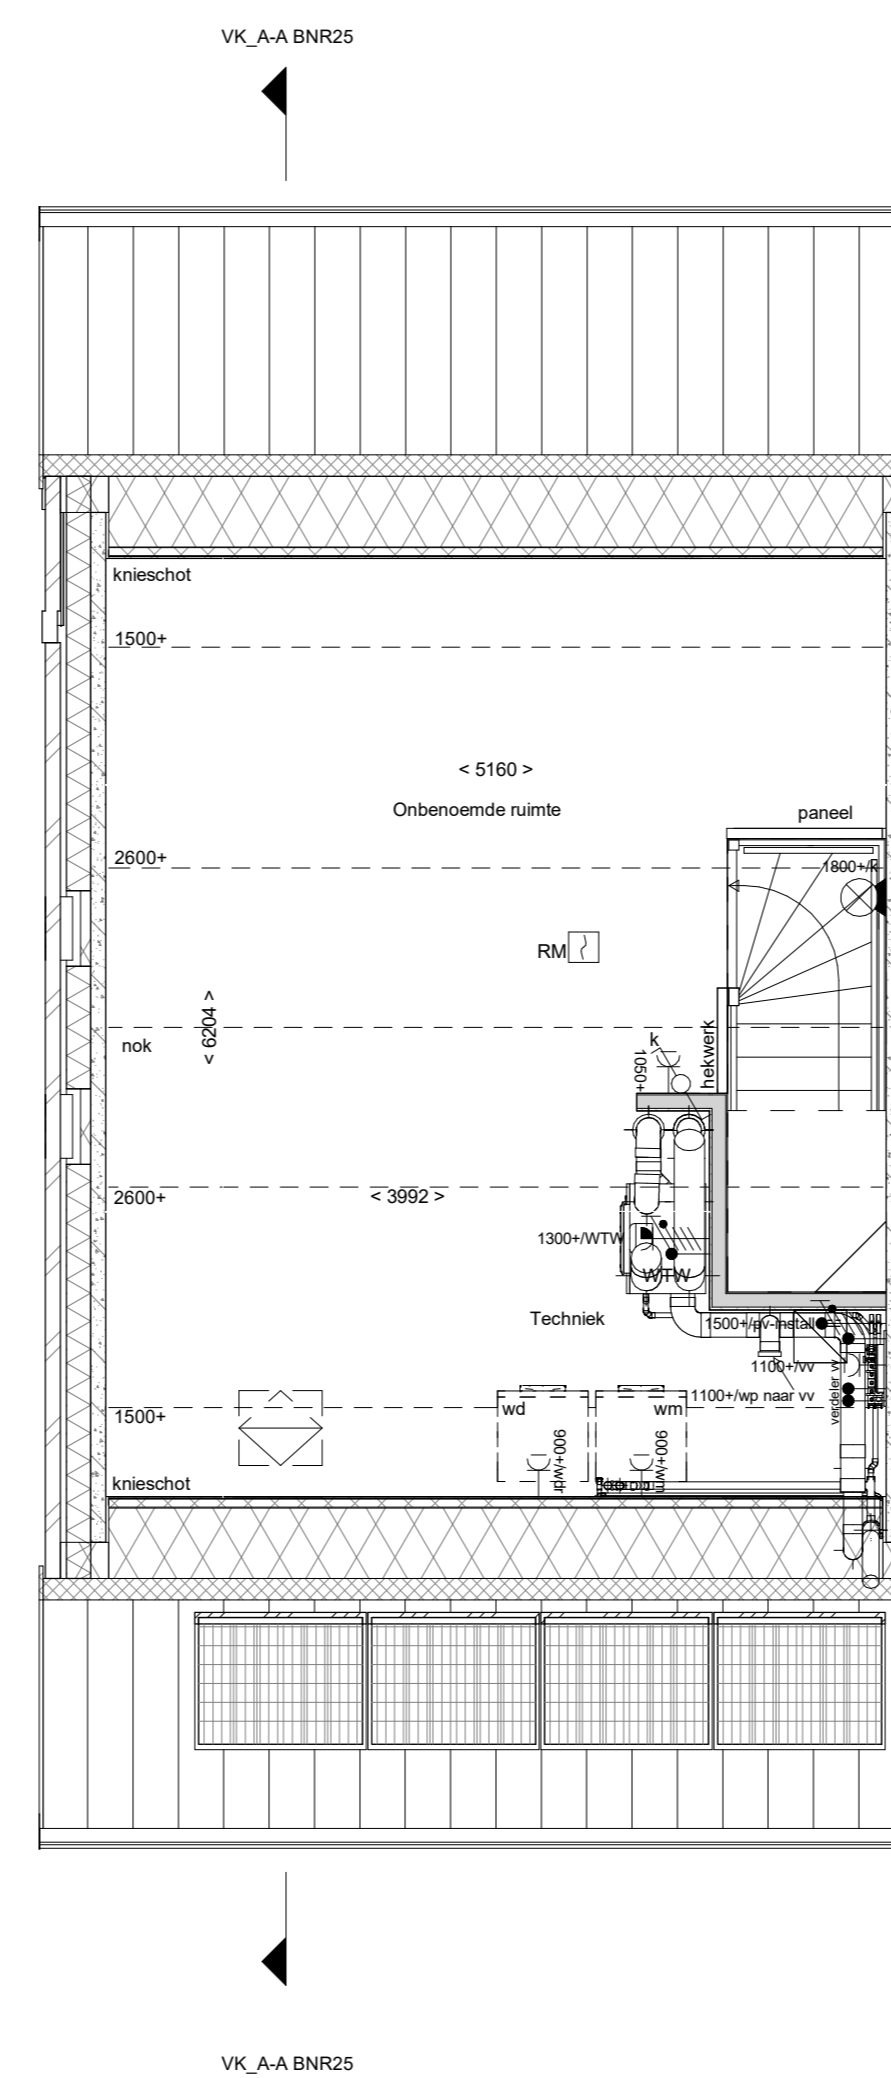 VK_A-A BNR25
knieschot
1500+
< 5160 >
Onbenoemde ruimte
paneel
2600+
1800+/k
RM
< 6204 >
nok
hekwerk
k
1050+
2600+
< 3992 >
1300+/WTW
WTW
Techniek
1500+/pv-install
1100+/vv
1100+/wp naar vv
verdeler vv
1500+
wd
wm
900+/wdr
900+/wm
knieschot
VK_A-A BNR25